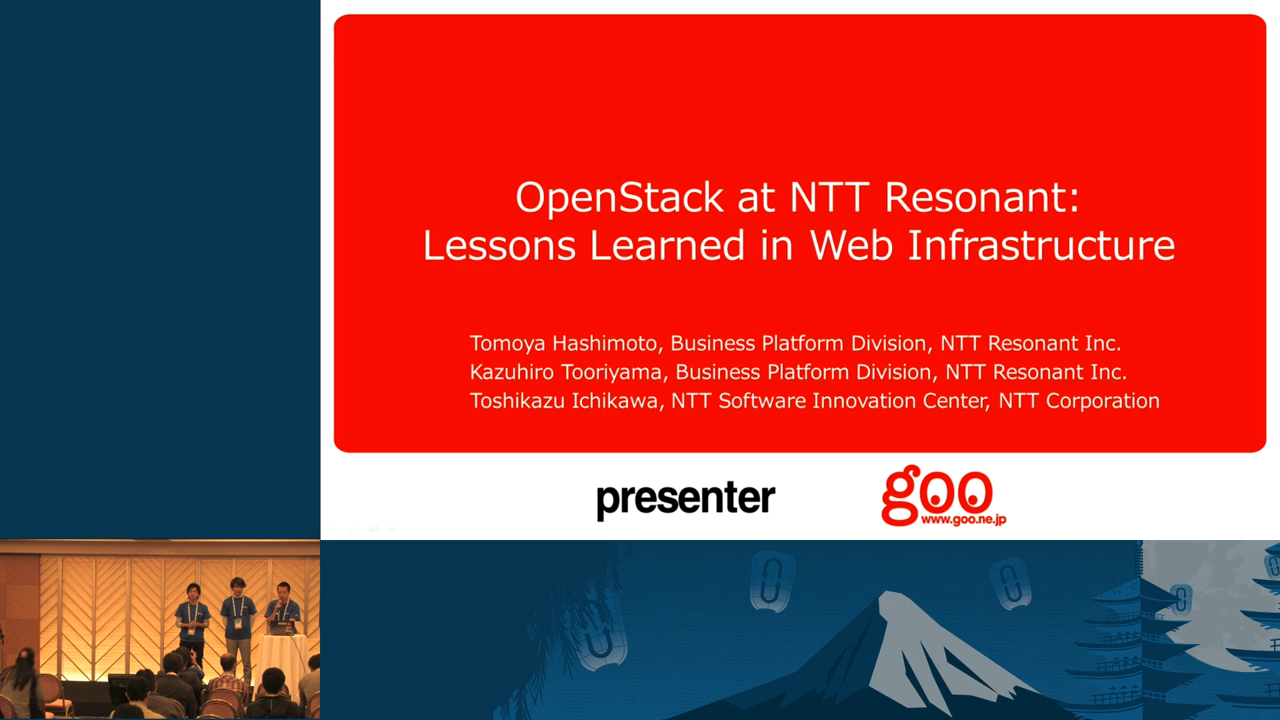 OpenStack at NTT Resonant:
Lessons Learned in Web Infrastructure
Tomoya Hashimoto, Business Platform Division, NTT Resonant Inc.
Kazuhiro Tooriyama, Business Platform Division, NTT Resonant Inc.
Toshikazu Ichikawa, NTT Software Innovation Center, NTT Corporation
presenter
goo
www.goo.ne.jp